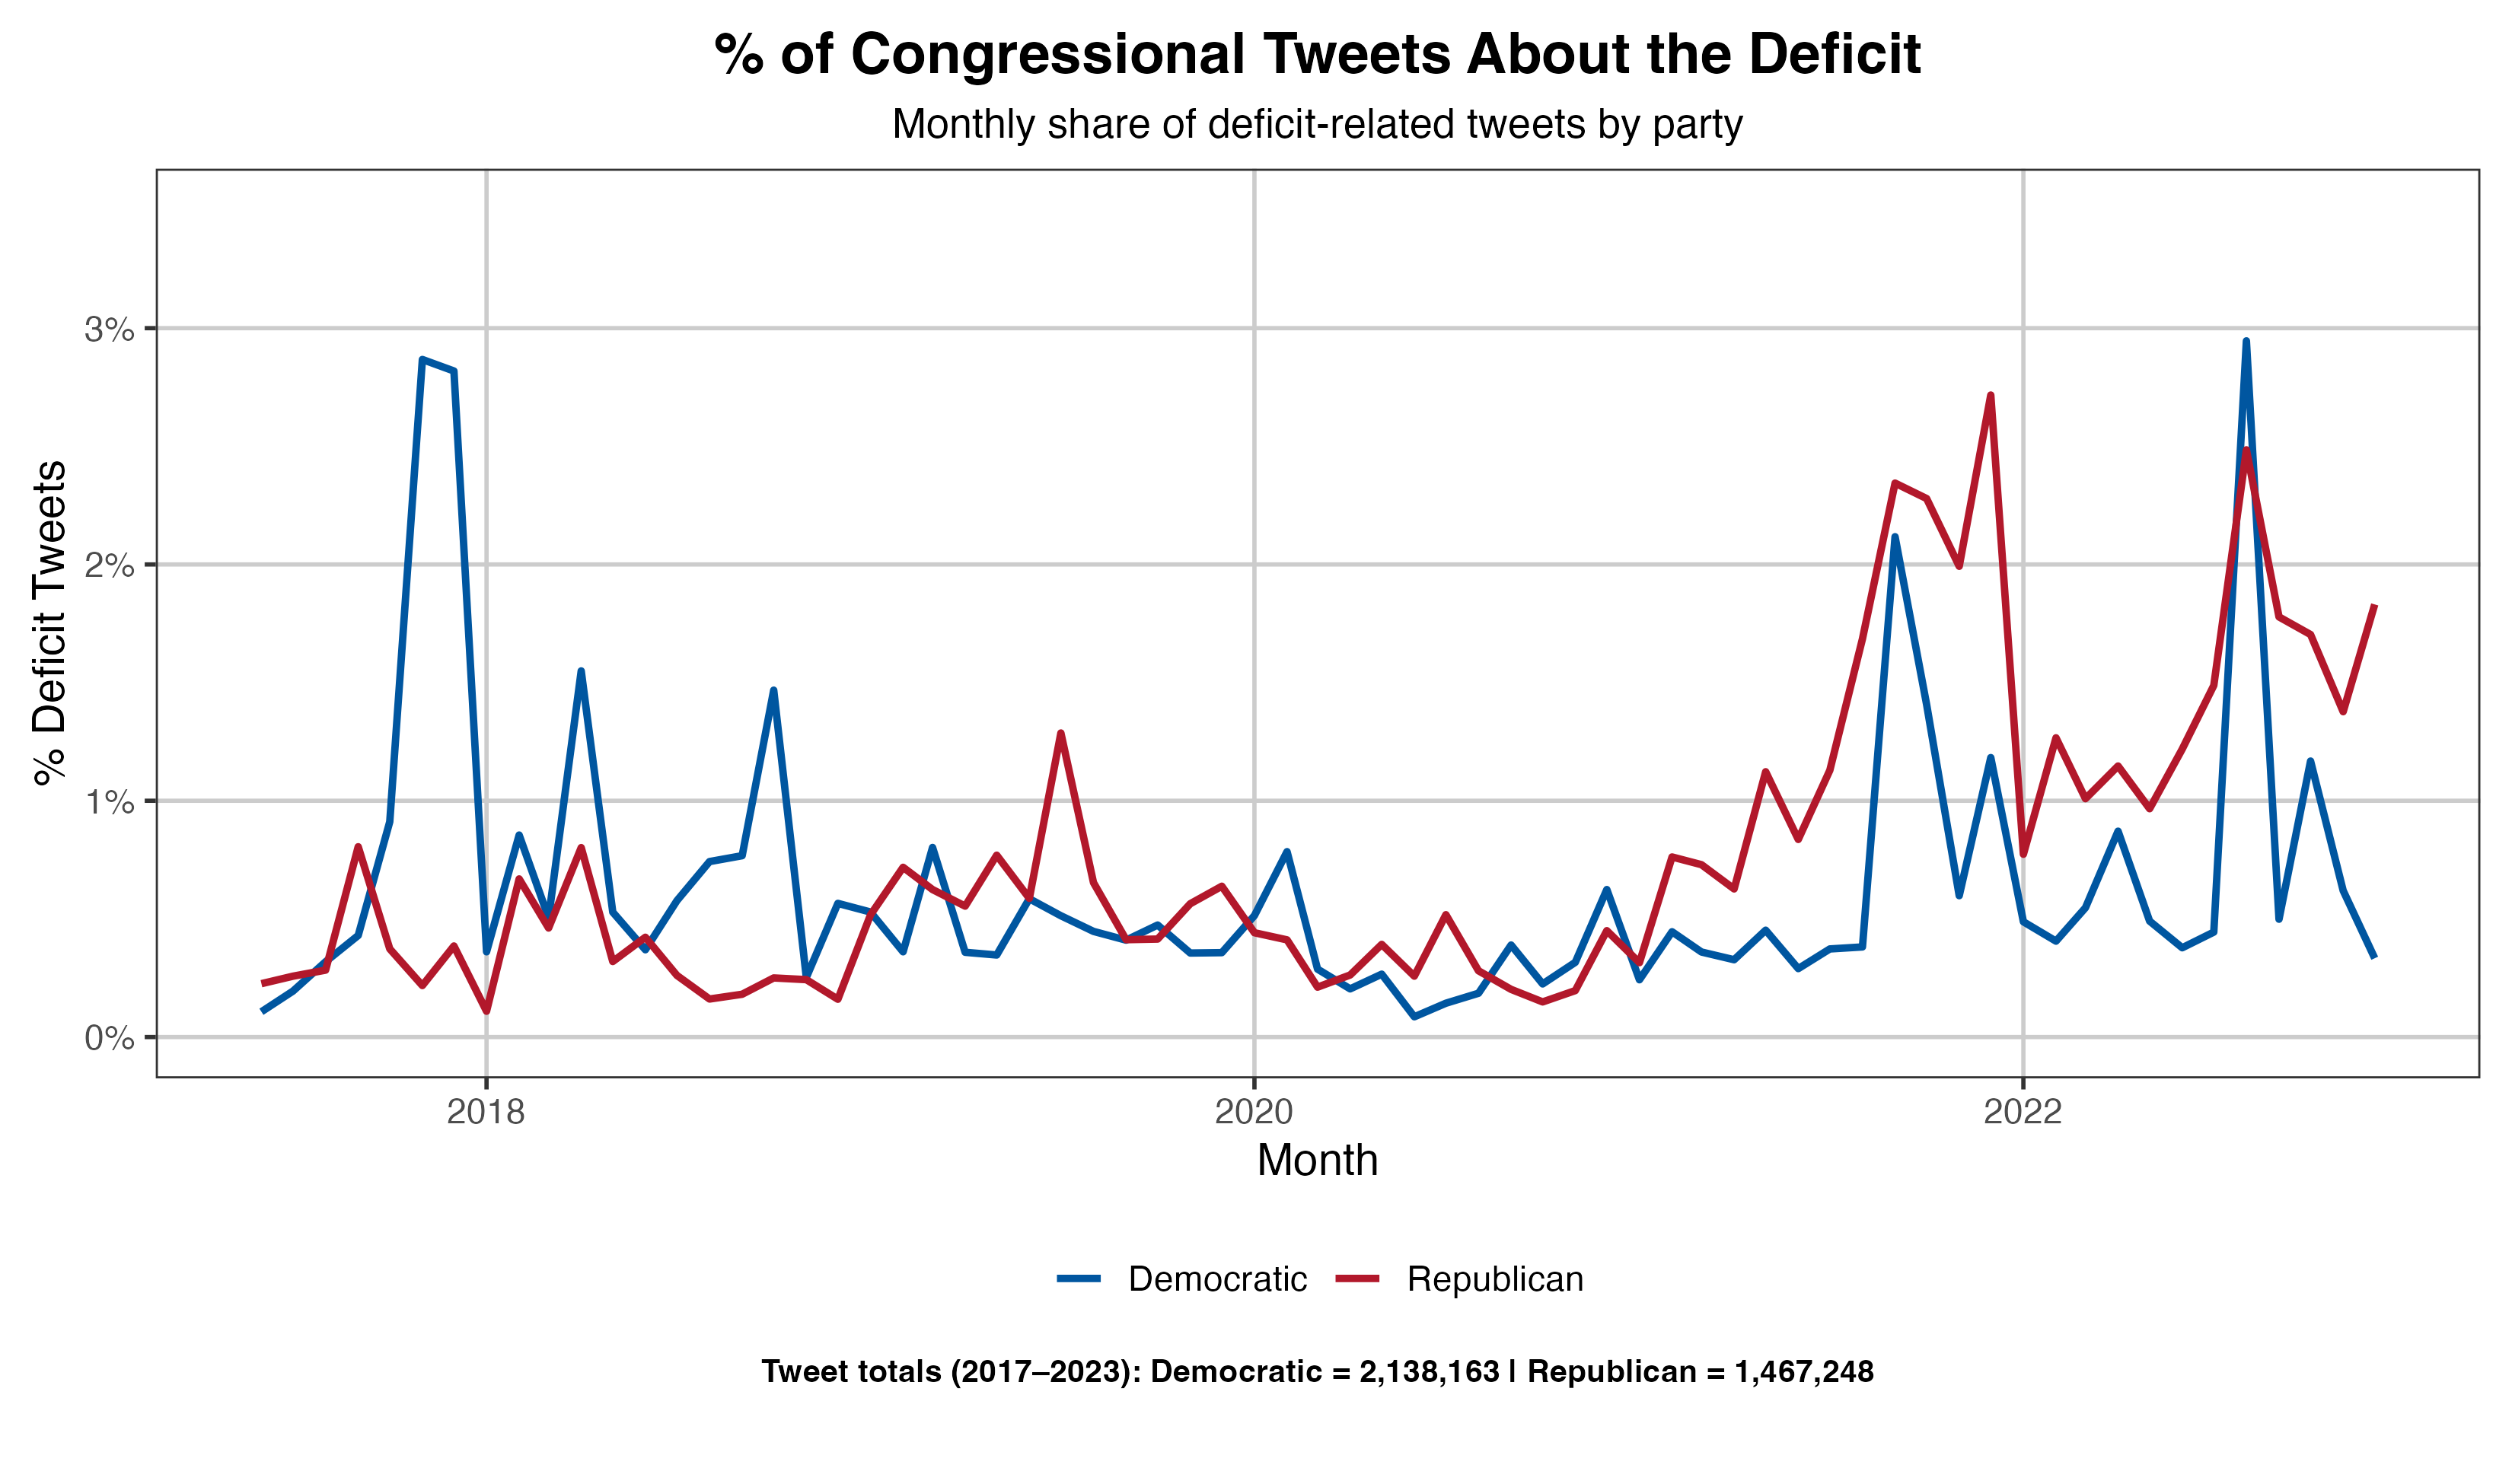 % of Congressional Tweets About the Deficit
Monthly share of deficit-related tweets by party
% Deficit Tweets
3%
2%
1%
0%
2018
2020
2022
Month
Democratic
Republican
Tweet totals (2017–2023): Democratic = 2,138,163 | Republican = 1,467,248